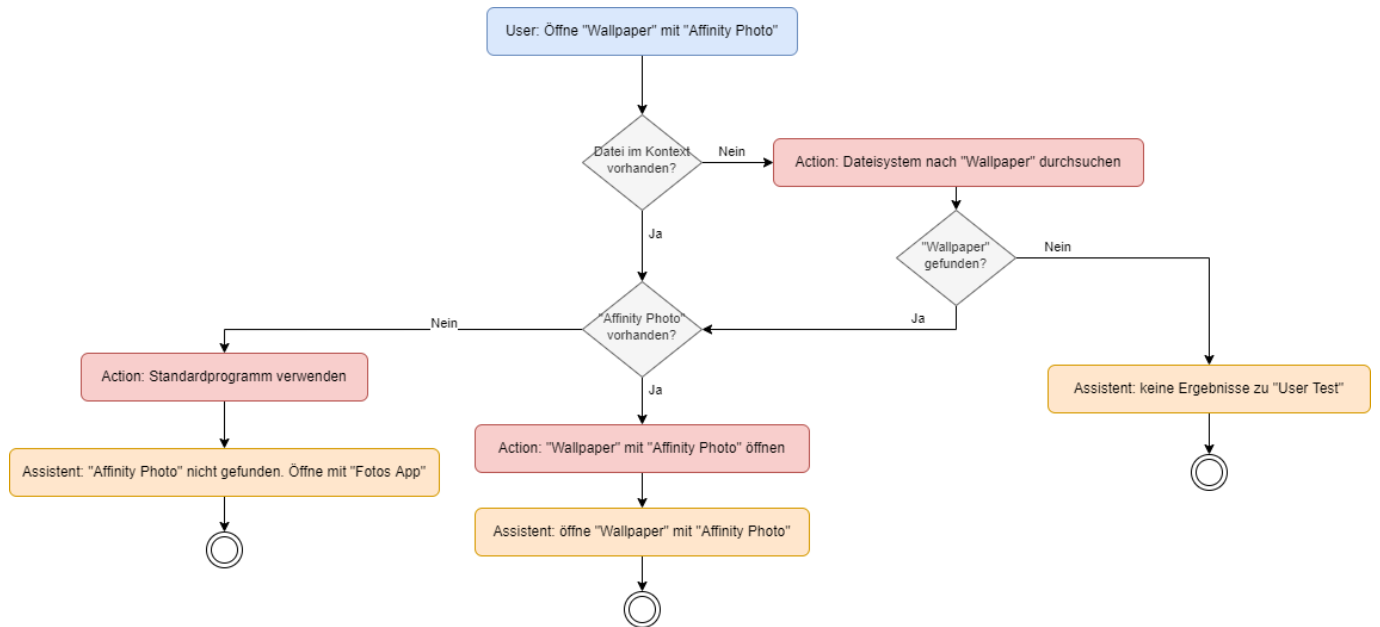 User: Öffne "Wallpaper" mit "Affinity Photo"
Datei im Kontext
vorhanden?
Nein
Action: Dateisystem nach "Wallpaper" durchsuchen
Ja
"Wallpaper"
gefunden?
Nein
Ja
"Affinity Photo"
vorhanden?
Nein
Action: Standardprogramm verwenden
Ja
Assistent: keine Ergebnisse zu "User Test"
Action: "Wallpaper" mit "Affinity Photo" öffnen
Assistent: "Affinity Photo" nicht gefunden. Öffne mit "Fotos App"
Assistent: öffne "Wallpaper" mit "Affinity Photo"